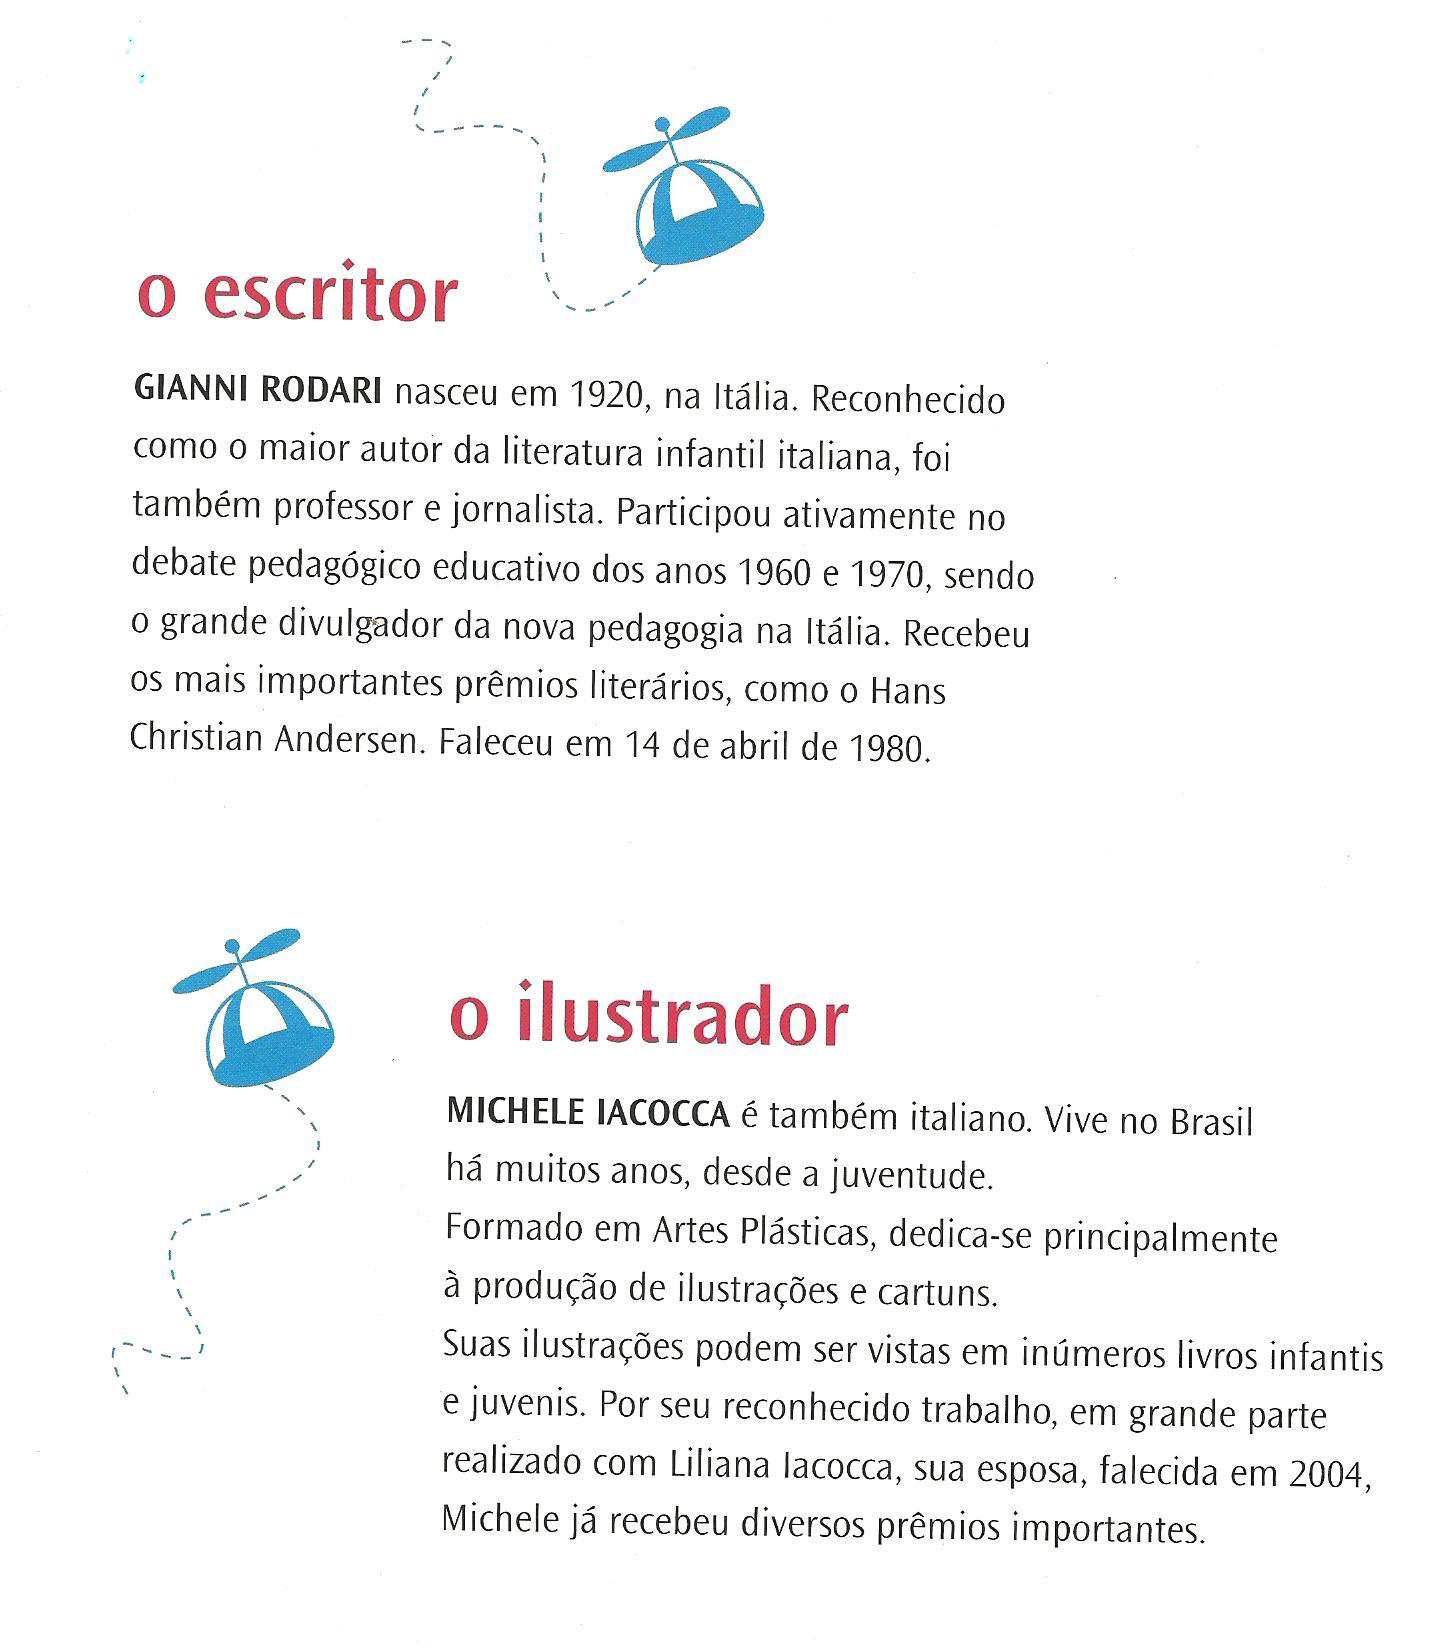 o escritor
GIANNI RODARI nasceu em 1920, na Itália. Reconhecido
como o maior autor da literatura infantil italiana, foi
também professor e jornalista. Participou ativamente no
debate pedagógico educativo dos anos 1960 e 1970, sendo
o grande divulgador da nova pedagogia na Itália. Recebeu
os mais importantes prêmios literários, como o Hans
Christian Andersen. Faleceu em 14 de abril de 1980.
o ilustrador
MICHELE IACOCCA é também italiano. Vive no Brasil
há muitos anos, desde a juventude.
Formado em Artes Plásticas, dedica-se principalmente
à produção de ilustrações e cartuns.
Suas ilustrações podem ser vistas em inúmeros livros infantis
e juvenis. Por seu reconhecido trabalho, em grande parte
realizado com Liliana Iacocca, sua esposa, falecida em 2004,
Michele já recebeu diversos prêmios importantes.